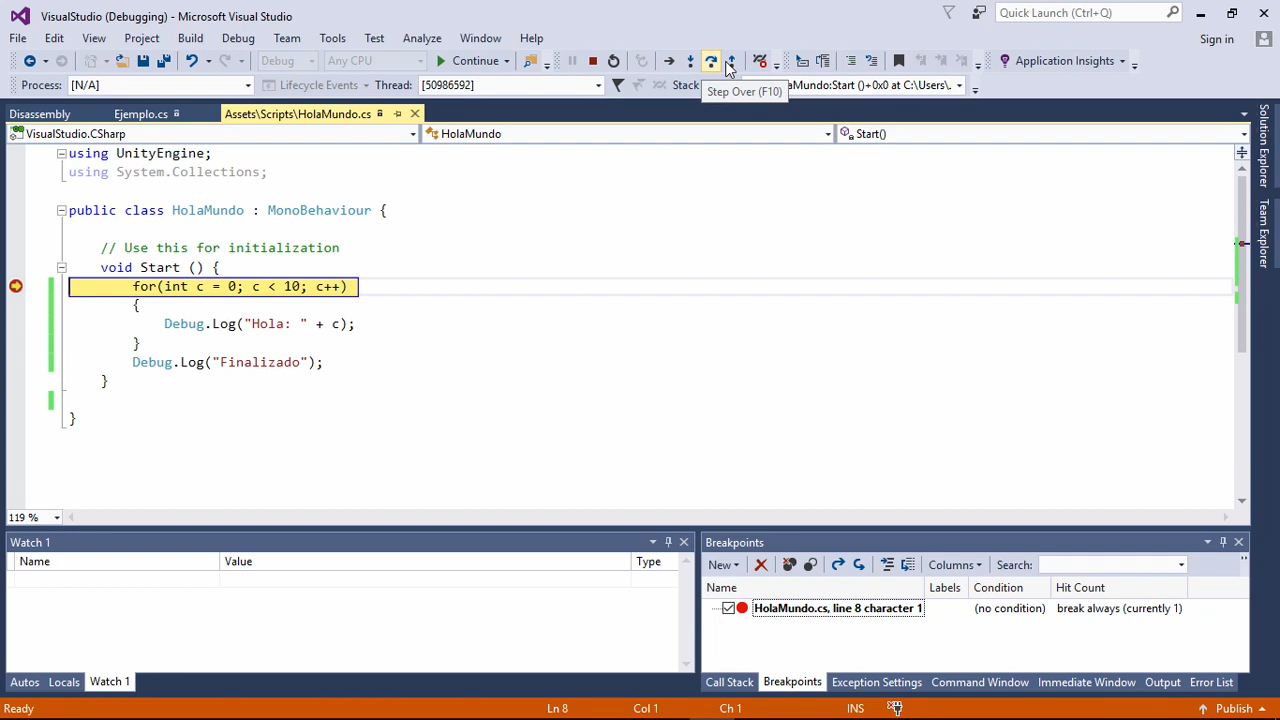 VisualStudio (Debugging) - Microsoft Visual Studio
Quick Launch (Ctrl+Q)
File Edit View Project Build Debug Team Tools Test Analyze Window Help
Sign in
Debug Any CPU Continue Application Insights
Process: [N/A] Lifecycle Events Thread: [50986592] Stack HolaMundo:Start ()+0x0 at C:\Users\.
Step Over (F10)
Disassembly Ejemplo.cs Assets\Scripts\HolaMundo.cs
VisualStudio.CSharp HolaMundo Start()
using UnityEngine;
using System.Collections;
public class HolaMundo : MonoBehaviour {
// Use this for initialization
void Start () {
for(int c = 0; c < 10; c++)
{
Debug.Log("Hola: " + c);
}
Debug.Log("Finalizado");
}
}
119 %
Watch 1
Name Value Type
Autos Locals Watch 1
Breakpoints
New Columns Search:
Name Labels Condition Hit Count
HolaMundo.cs, line 8 character 1 (no condition) break always (currently 1)
Call Stack Breakpoints Exception Settings Command Window Immediate Window Output Error List
Solution Explorer
Team Explorer
Ready Ln 8 Col 1 Ch 1 INS Publish